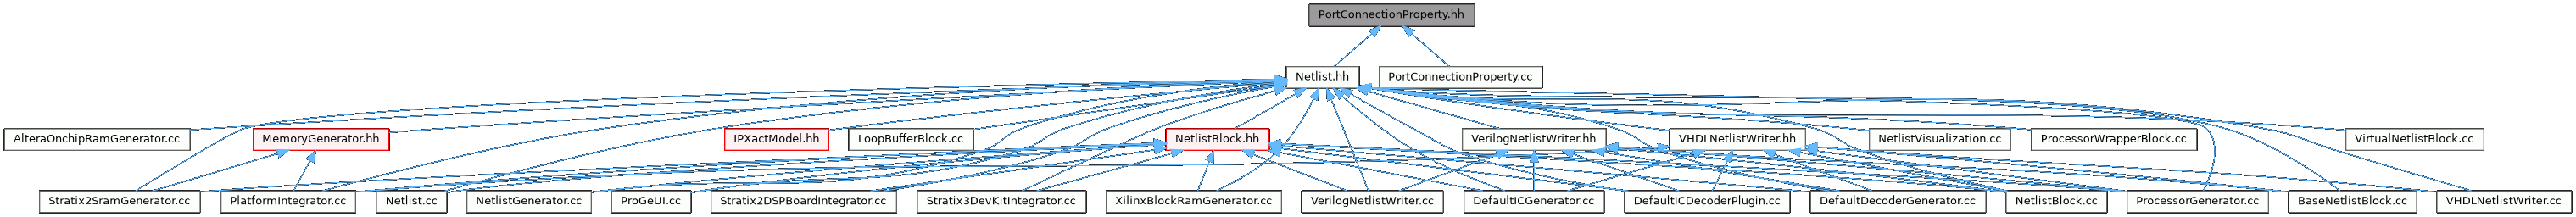 PortConnectionProperty.hh
Netlist.hh
PortConnectionProperty.cc
AlteraOnchipRamGenerator.cc
MemoryGenerator.hh
IPXactModel.hh
LoopBufferBlock.cc
NetlistBlock.hh
VerilogNetlistWriter.hh
VHDLNetlistWriter.hh
NetlistVisualization.cc
ProcessorWrapperBlock.cc
VirtualNetlistBlock.cc
Stratix2SramGenerator.cc
PlatformIntegrator.cc
Netlist.cc
NetlistGenerator.cc
ProGeUI.cc
Stratix2DSPBoardIntegrator.cc
Stratix3DevKitIntegrator.cc
XilinxBlockRamGenerator.cc
VerilogNetlistWriter.cc
DefaultICGenerator.cc
DefaultICDecoderPlugin.cc
DefaultDecoderGenerator.cc
NetlistBlock.cc
ProcessorGenerator.cc
BaseNetlistBlock.cc
VHDLNetlistWriter.cc